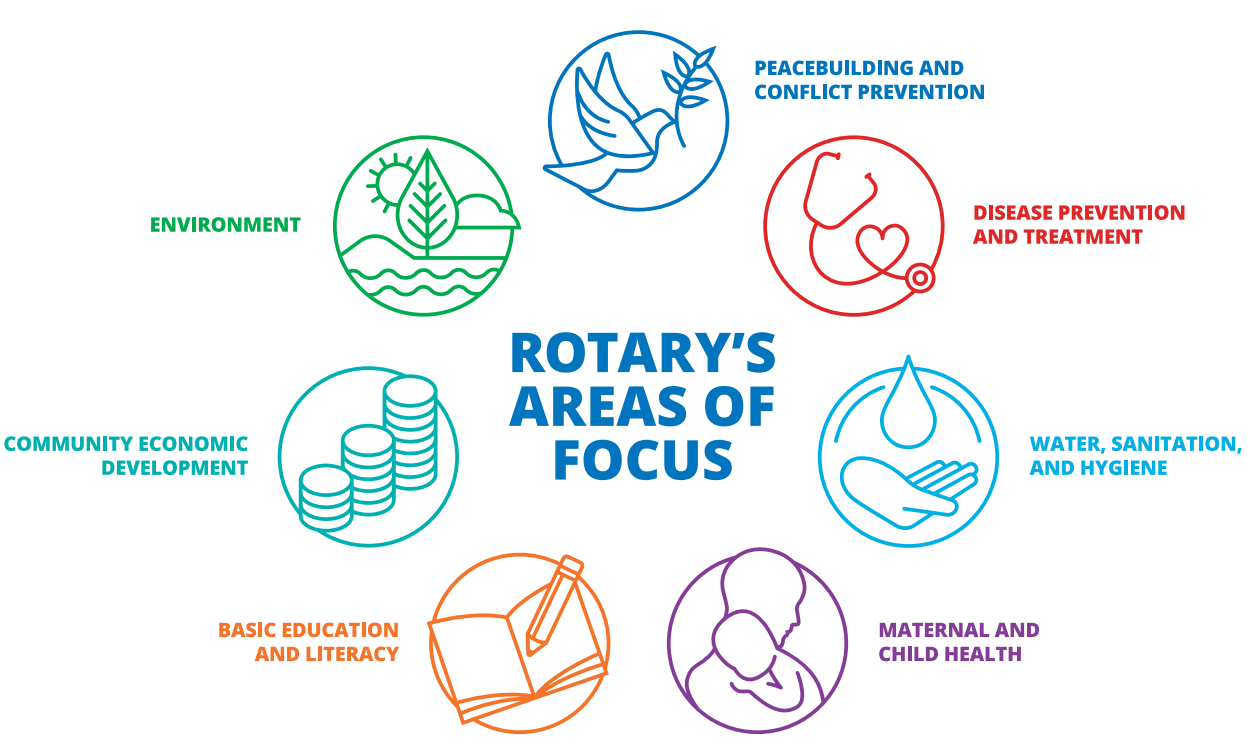 PEACEBUILDING AND
CONFLICT PREVENTION
DISEASE PREVENTION
AND TREATMENT
ENVIRONMENT
ROTARY'S
AREAS OF
FOCUS
COMMUNITY ECONOMIC
DEVELOPMENT
WATER, SANITATION,
AND HYGIENE
BASIC EDUCATION
AND LITERACY
MATERNAL AND
CHILD HEALTH